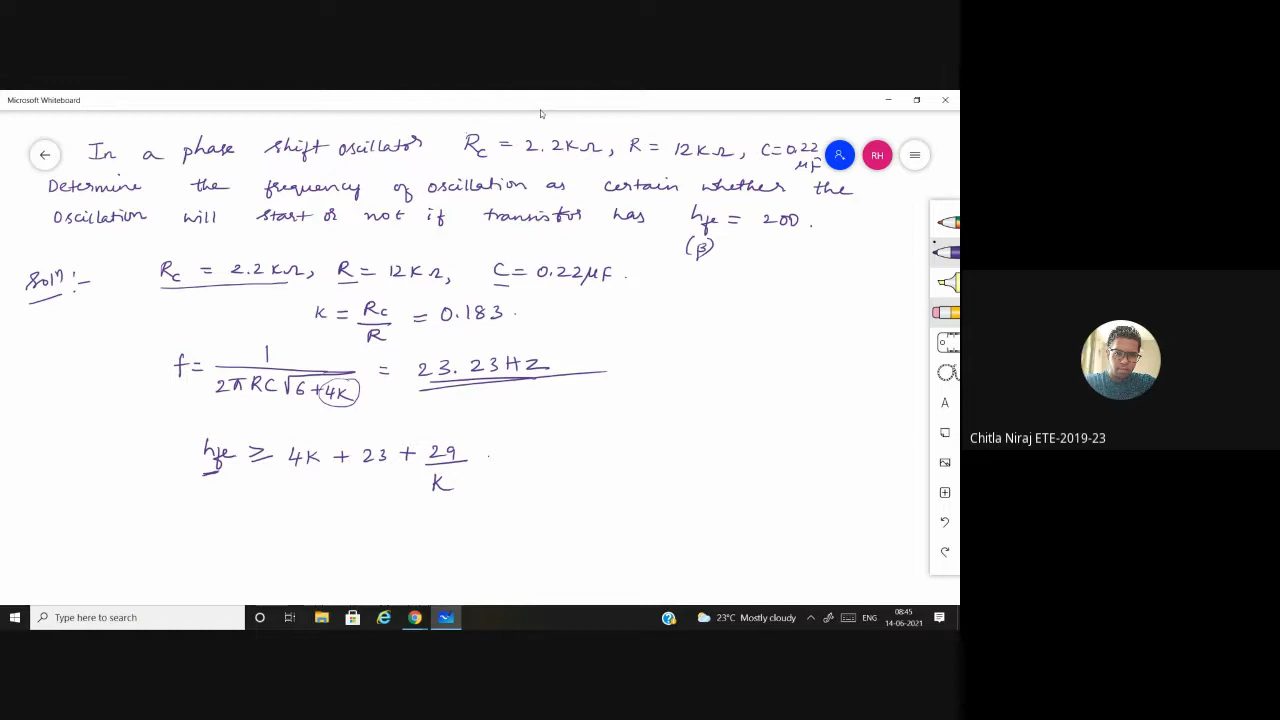 Microsoft Whiteboard
In a phase shift oscillator Rc = 2.2KΩ, R = 12KΩ, C = 0.22 μF
RH
Determine the frequency of oscillation as certain whether the
Oscillation will start or not if transistor has hfe = 200.
(β)
Soln :- Rc = 2.2KΩ, R = 12KΩ, C = 0.22μF.
K = Rc/R = 0.183.
f = 1/(2πRC√6+4K) = 23.23HZ
hfe ≥ 4K + 23 + 29/K.
Chitla Niraj ETE-2019-23
Type here to search
23°C Mostly cloudy
ENG
08:45
14-06-2021